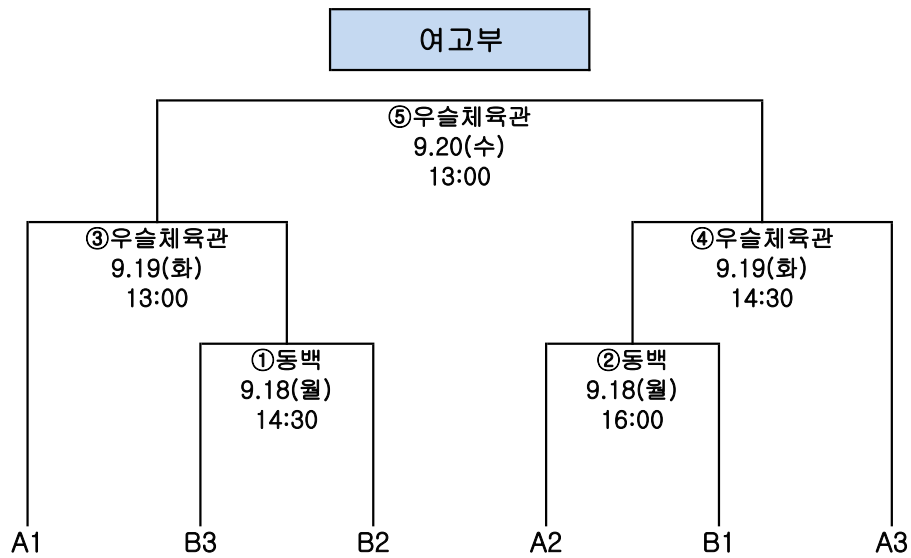 여고부
⑤우슬체육관
9.20(수)
13:00
③우슬체육관
9.19(화)
13:00
④우슬체육관
9.19(화)
14:30
①동백
9.18(월)
14:30
②동백
9.18(월)
16:00
A1 B3 B2 A2 B1 A3